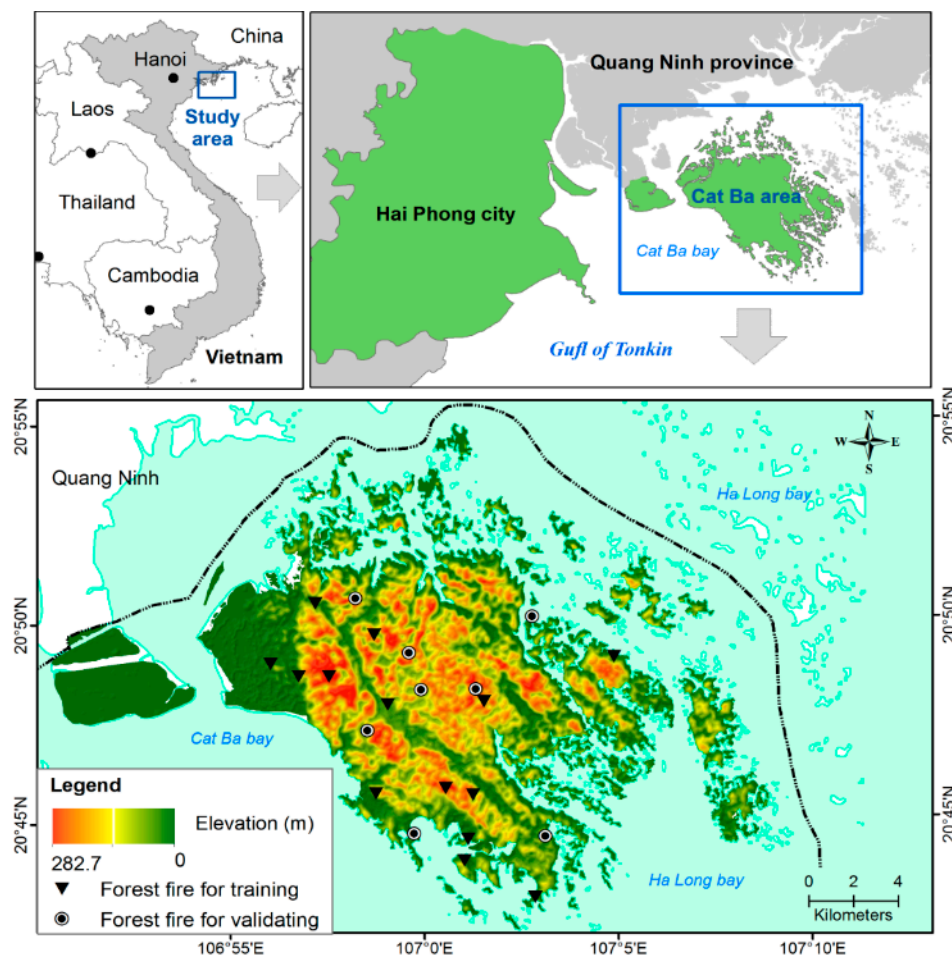 China
Hanoi
Study
area
Laos
Thailand
Cambodia
Vietnam
Quang Ninh province
Hai Phong city
Cat Ba area
Cat Ba bay
Gufl of Tonkin
20°55'N
20°55'N
Quang Ninh
N
W E
S
Ha Long bay
20°50'N
20°50'N
Cat Ba bay
Legend
Elevation (m)
282.7 0
Forest fire for training
Forest fire for validating
20°45'N
20°45'N
Ha Long bay
0 2 4
Kilometers
106°55'E 107°0'E 107°5'E 107°10'E